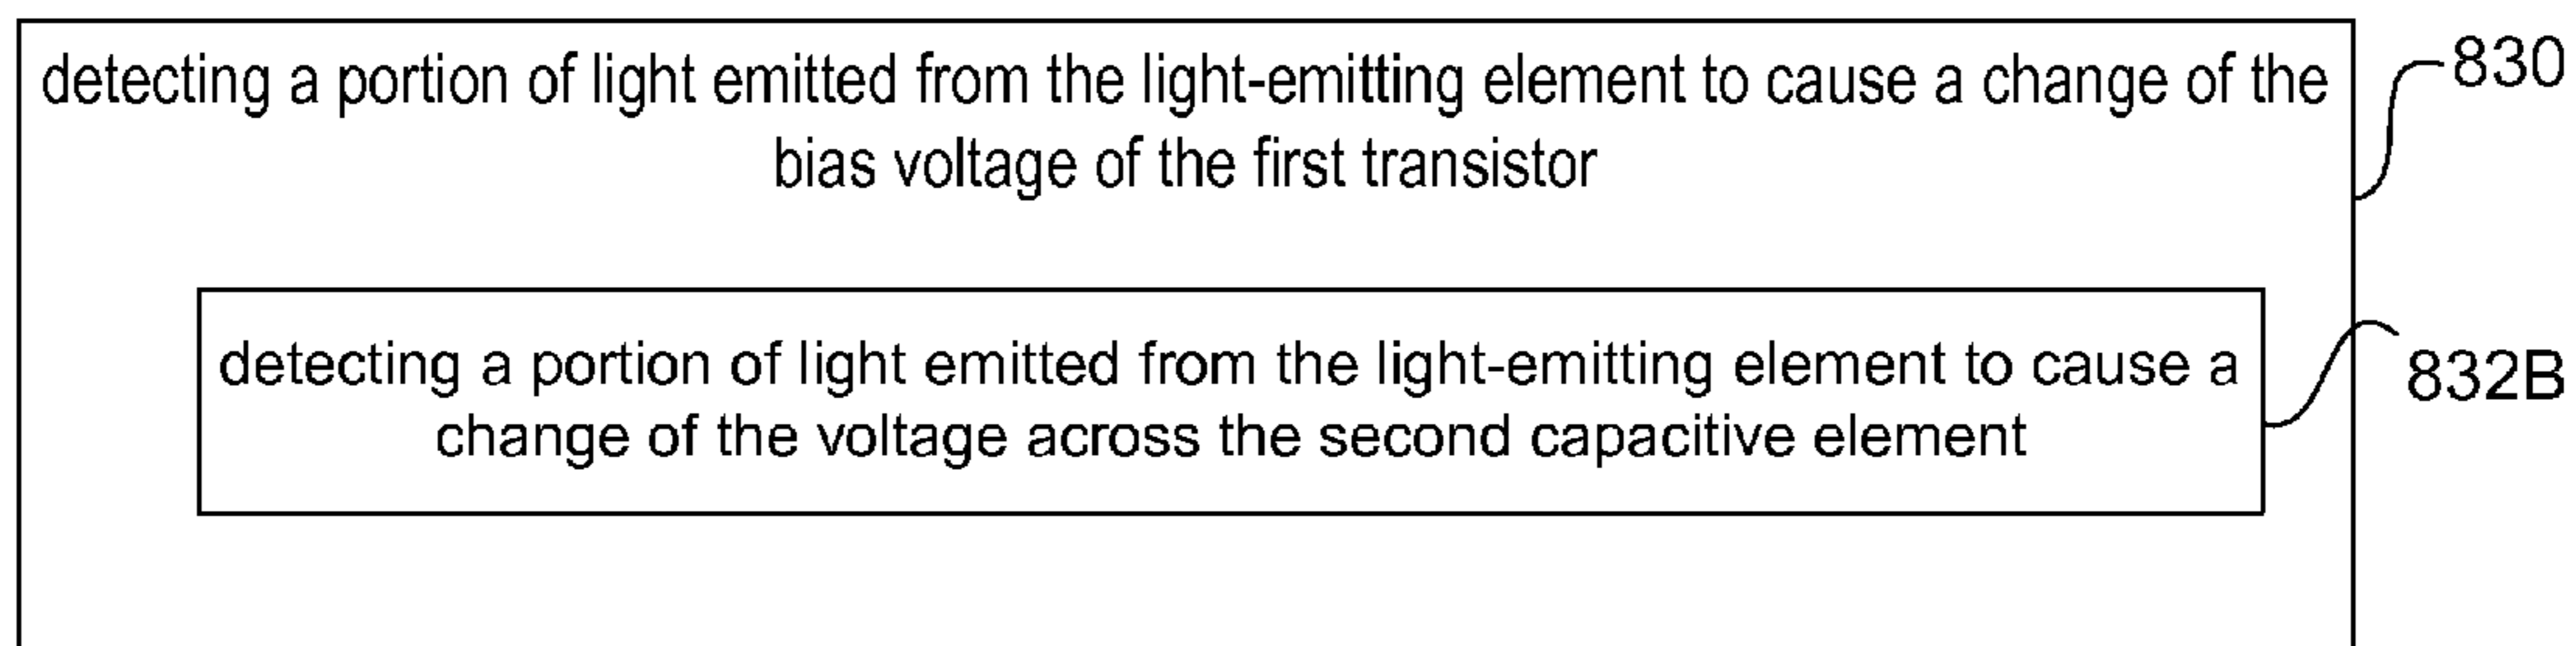 detecting a portion of light emitted from the light-emitting element to cause a change of the
bias voltage of the first transistor
830
detecting a portion of light emitted from the light-emitting element to cause a
change of the voltage across the second capacitive element
832B